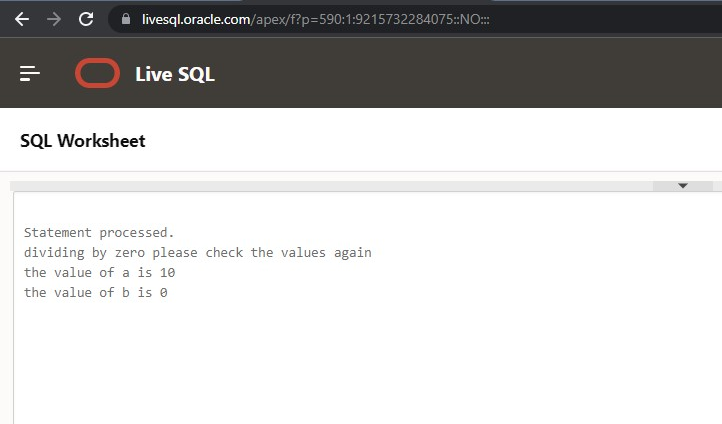 livesql.oracle.com/apex/f?p=590:1:9215732284075::NO:::
Live SQL
SQL Worksheet
Statement processed.
dividing by zero please check the values again
the value of a is 10
the value of b is 0